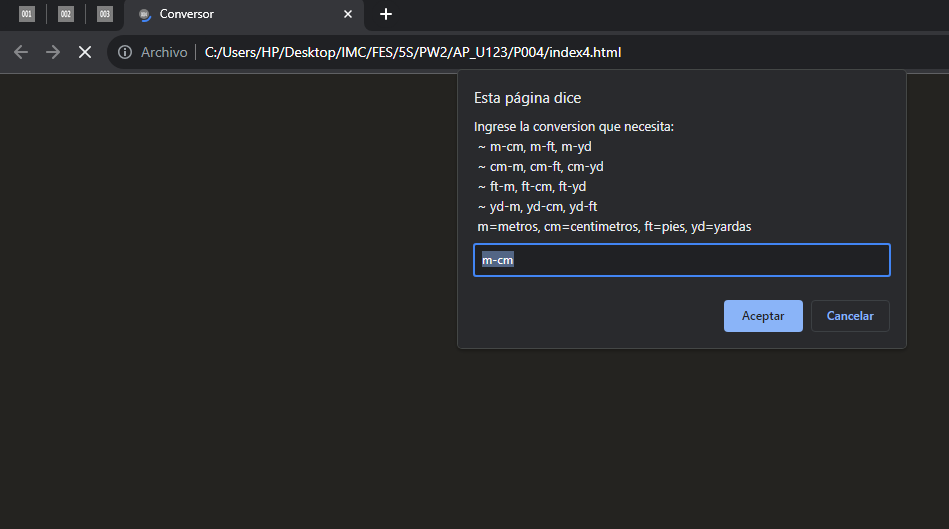 001 002 003 Conversor
Archivo C:/Users/HP/Desktop/IMC/FES/5S/PW2/AP_U123/P004/index4.html
Esta página dice
Ingrese la conversion que necesita:
~ m-cm, m-ft, m-yd
~ cm-m, cm-ft, cm-yd
~ ft-m, ft-cm, ft-yd
~ yd-m, yd-cm, yd-ft
m=metros, cm=centimetros, ft=pies, yd=yardas
m-cm
Aceptar Cancelar